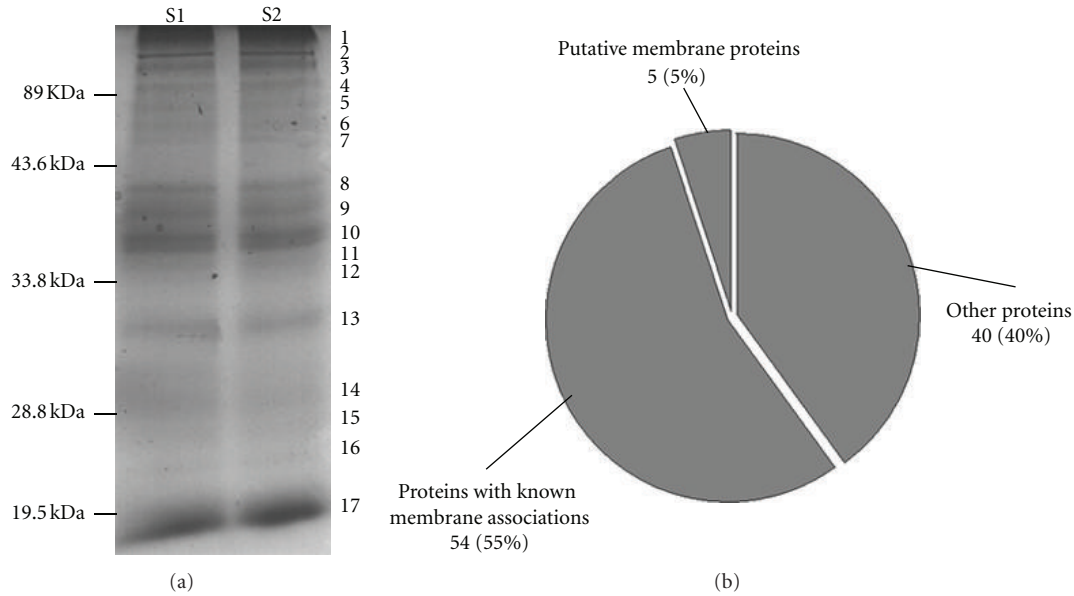 S1 S2
1
2
3
89 KDa
4
5
6
7
43.6 kDa
8
9
10
11
12
33.8 kDa
13
14
28.8 kDa
15
16
17
19.5 kDa
(a)
Putative membrane proteins
5 (5%)
Other proteins
40 (40%)
Proteins with known
membrane associations
54 (55%)
(b)